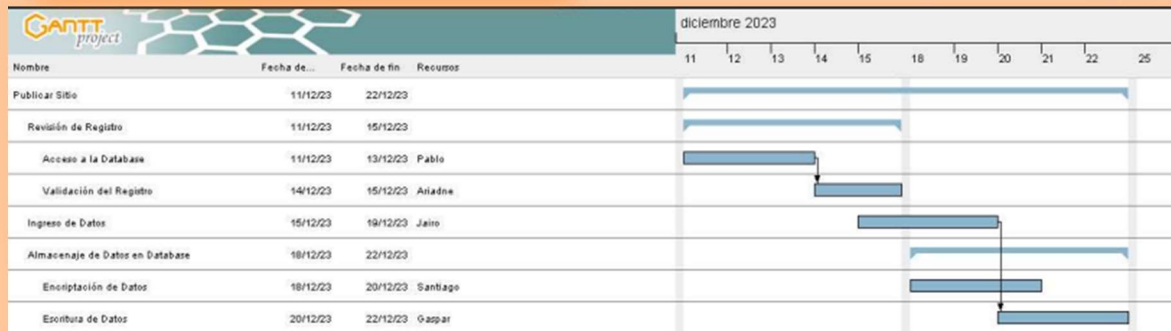 GANTT
project
diciembre 2023
11 12 13 14 15 18 19 20 21 22 25
Nombre Fecha de... Fecha de fin Recursos
Publicar Sitio 11/12/23 22/12/23
Revisión de Registro 11/12/23 15/12/23
Acceso a la Database 11/12/23 13/12/23 Pablo
Validación del Registro 14/12/23 15/12/23 Ariadne
Ingreso de Datos 15/12/23 19/12/23 Jairo
Almacenaje de Datos en Database 18/12/23 22/12/23
Encriptación de Datos 18/12/23 20/12/23 Santiago
Escritura de Datos 20/12/23 22/12/23 Gaspar